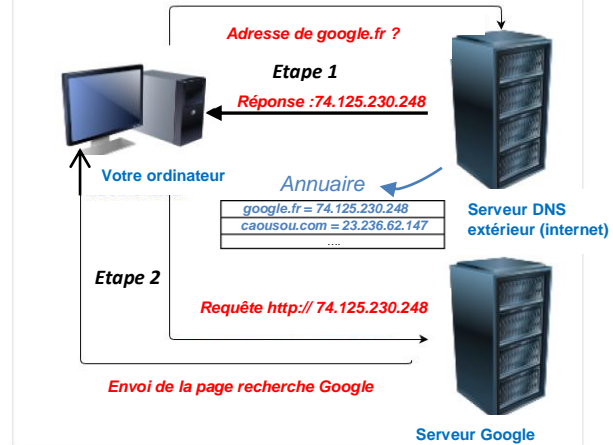 Adresse de google.fr ?
Etape 1
Réponse :74.125.230.248
Votre ordinateur
Annuaire
google.fr = 74.125.230.248
caousou.com = 23.236.62.147
....
Serveur DNS
extérieur (internet)
Etape 2
Requête http:// 74.125.230.248
Envoi de la page recherche Google
Serveur Google